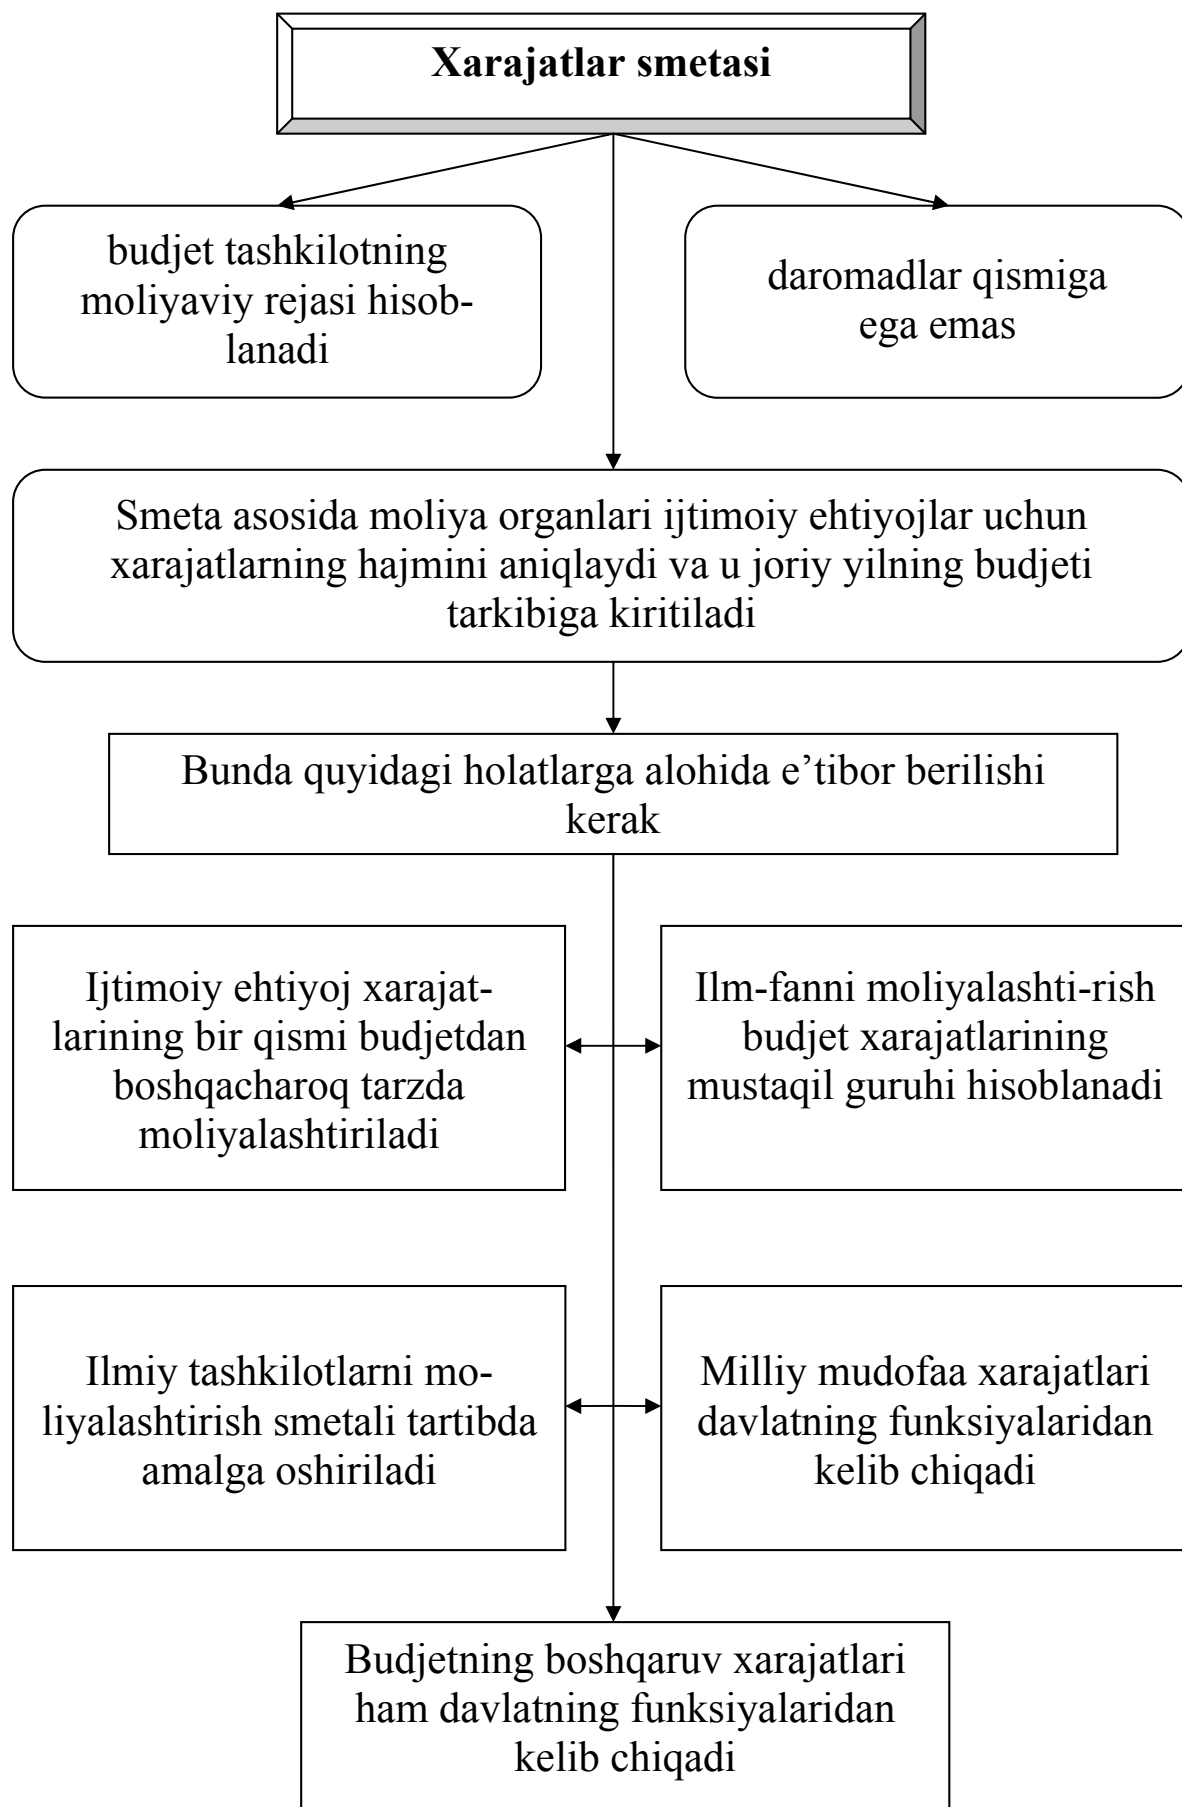 Xarajatlar smetasi
budjet tashkilotning
moliyaviy rejasi hisob-
lanadi
daromadlar qismiga
ega emas
Smeta asosida moliya organlari ijtimoiy ehtiyojlar uchun
xarajatlarning hajmini aniqlaydi va u joriy yilning budjeti
tarkibiga kiritiladi
Bunda quyidagi holatlarga alohida e’tibor berilishi
kerak
Ijtimoiy ehtiyoj xarajat-
larining bir qismi budjetdan
boshqacharoq tarzda
moliyalashtiriladi
Ilm-fanni moliyalashti-rish
budjet xarajatlarining
mustaqil guruhi hisoblanadi
Ilmiy tashkilotlarni mo-
liyalashtirish smetali tartibda
amalga oshiriladi
Milliy mudofaa xarajatlari
davlatning funksiyalaridan
kelib chiqadi
Budjetning boshqaruv xarajatlari
ham davlatning funksiyalaridan
kelib chiqadi